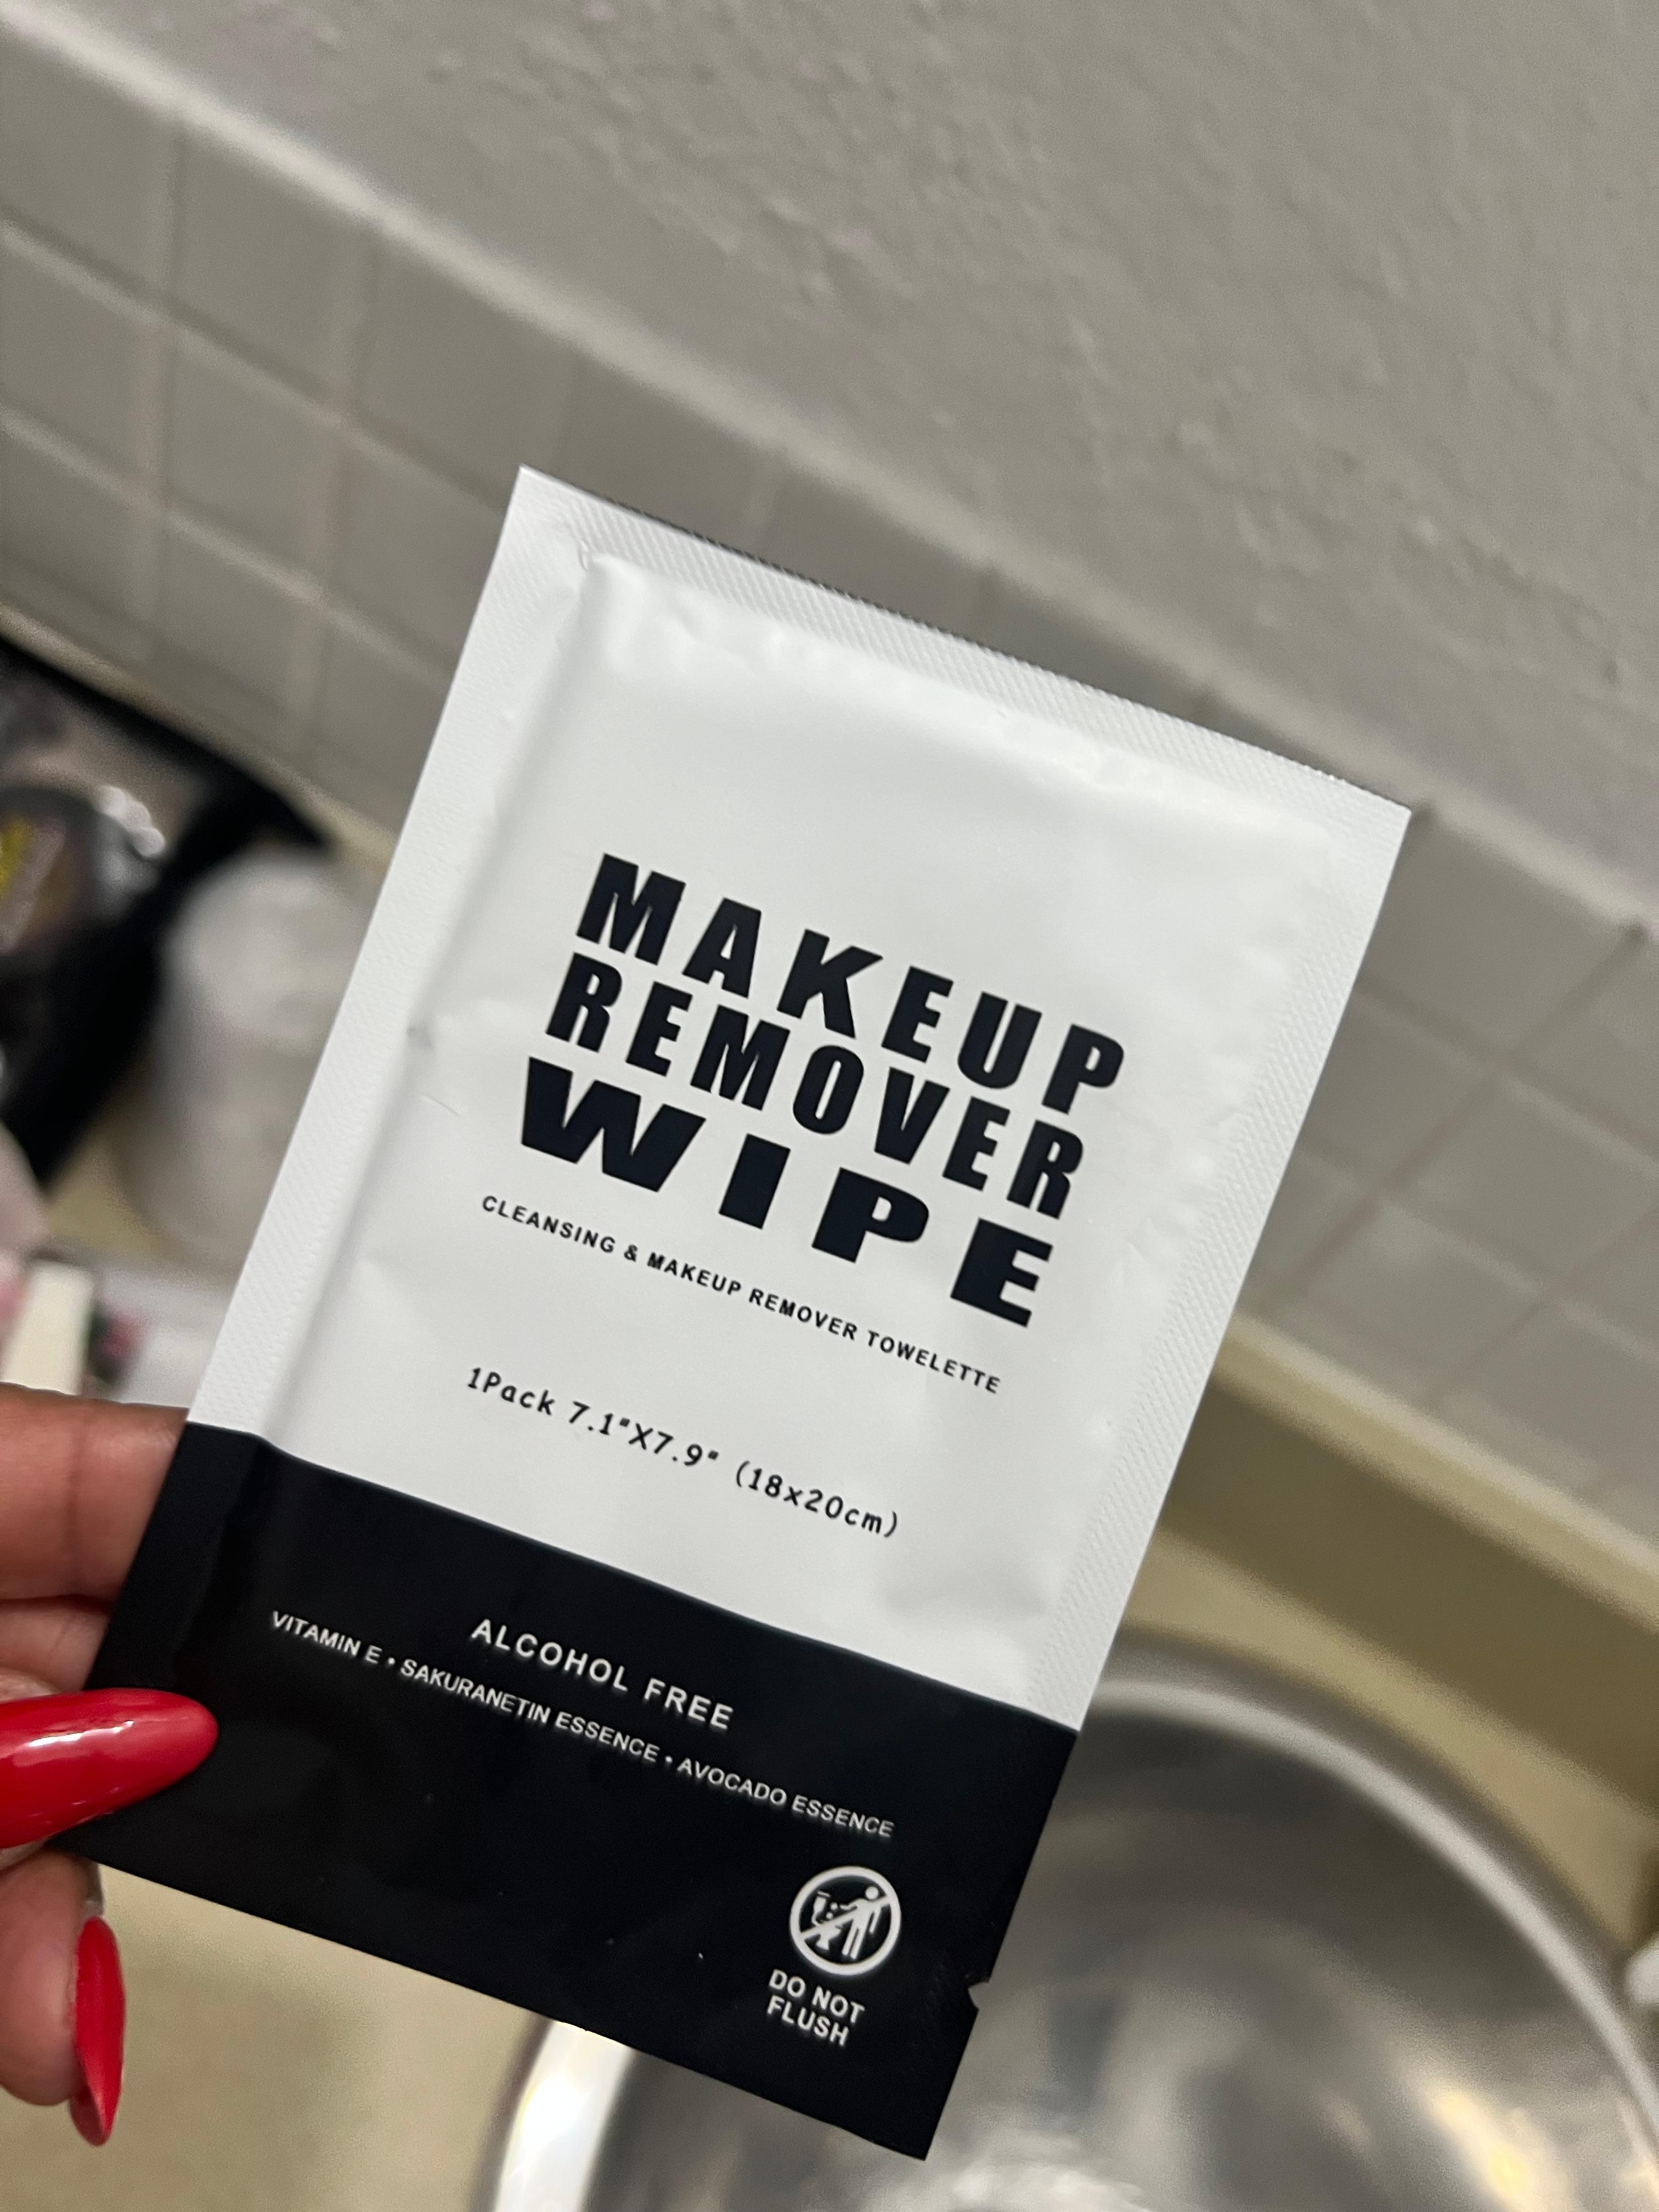 MAKEUP
REMOVER
WIPE
CLEANSING & MAKEUP REMOVER TOWELETTE
1Pack 7.1"X7.9" (18x20cm)
ALCOHOL FREE
VITAMIN E • SAKURANETIN ESSENCE • AVOCADO ESSENCE
DO NOT
FLUSH